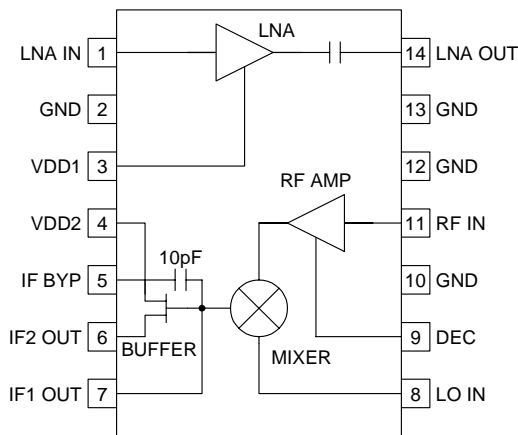 LNA
LNA IN 1
14 LNA OUT
GND 2
13 GND
VDD1 3
12 GND
RF AMP
VDD2 4
11 RF IN
10pF
IF BYP 5
10 GND
IF2 OUT 6
BUFFER
9 DEC
MIXER
IF1 OUT 7
8 LO IN